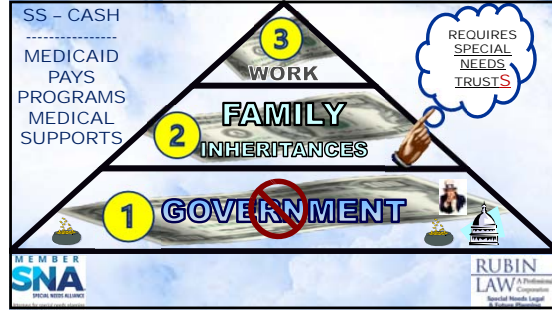 SS – CASH
----------------
MEDICAID
PAYS
PROGRAMS
MEDICAL
SUPPORTS
3
WORK
2
FAMILY
INHERITANCES
1
GOVERNMENT
REQUIRES
SPECIAL
NEEDS
TRUSTS
MEMBER
SNA
SPECIAL NEEDS ALLIANCE
RUBIN
LAW A Professional
Corporation
Special Needs Legal
& Future Planning